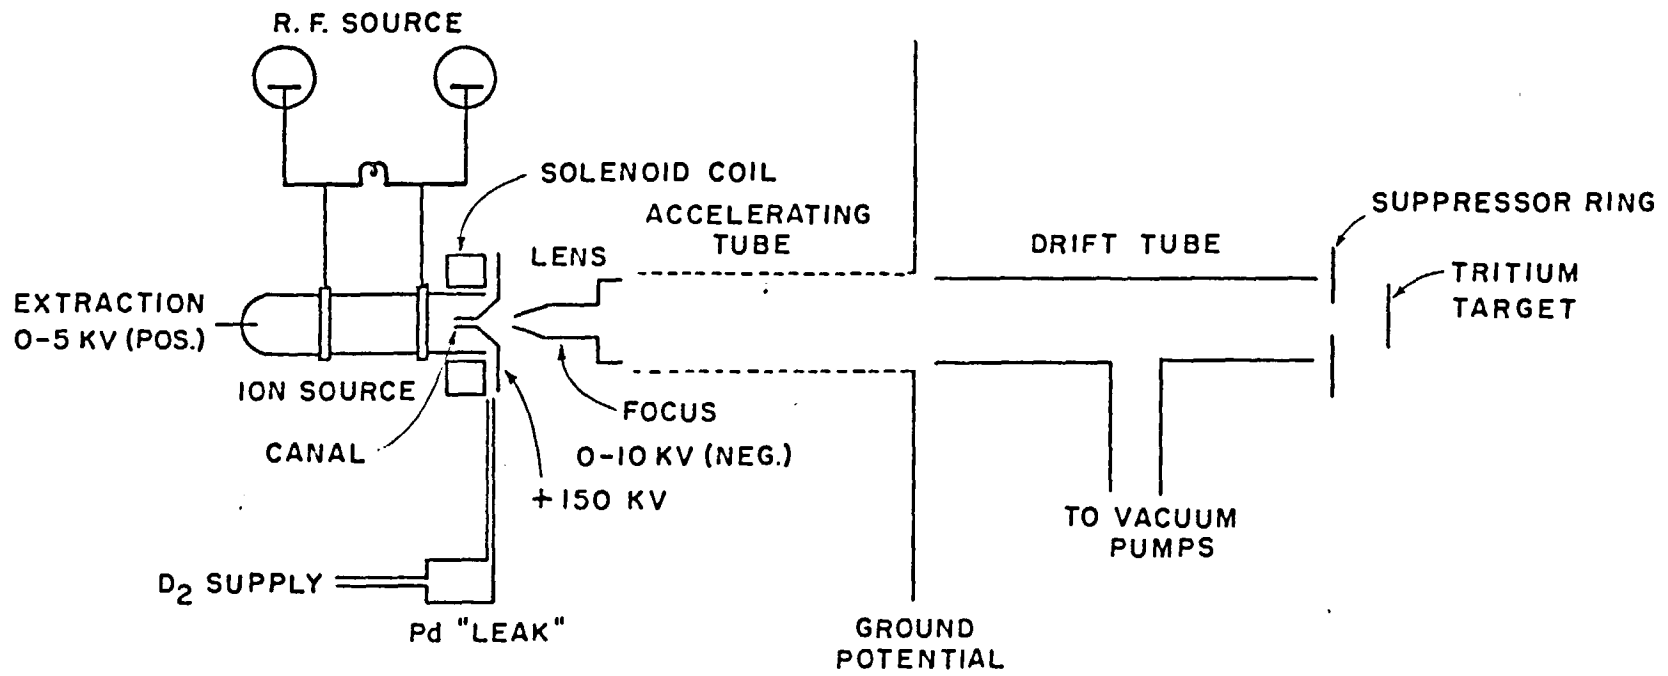 R. F. SOURCE
SOLENOID COIL
ACCELERATING
TUBE
LENS
DRIFT TUBE
SUPPRESSOR RING
TRITIUM
TARGET
EXTRACTION
0-5 KV (POS.)
ION SOURCE
CANAL
FOCUS
0-10 KV (NEG.)
+150 KV
TO VACUUM
PUMPS
D2 SUPPLY
Pd "LEAK"
GROUND
POTENTIAL